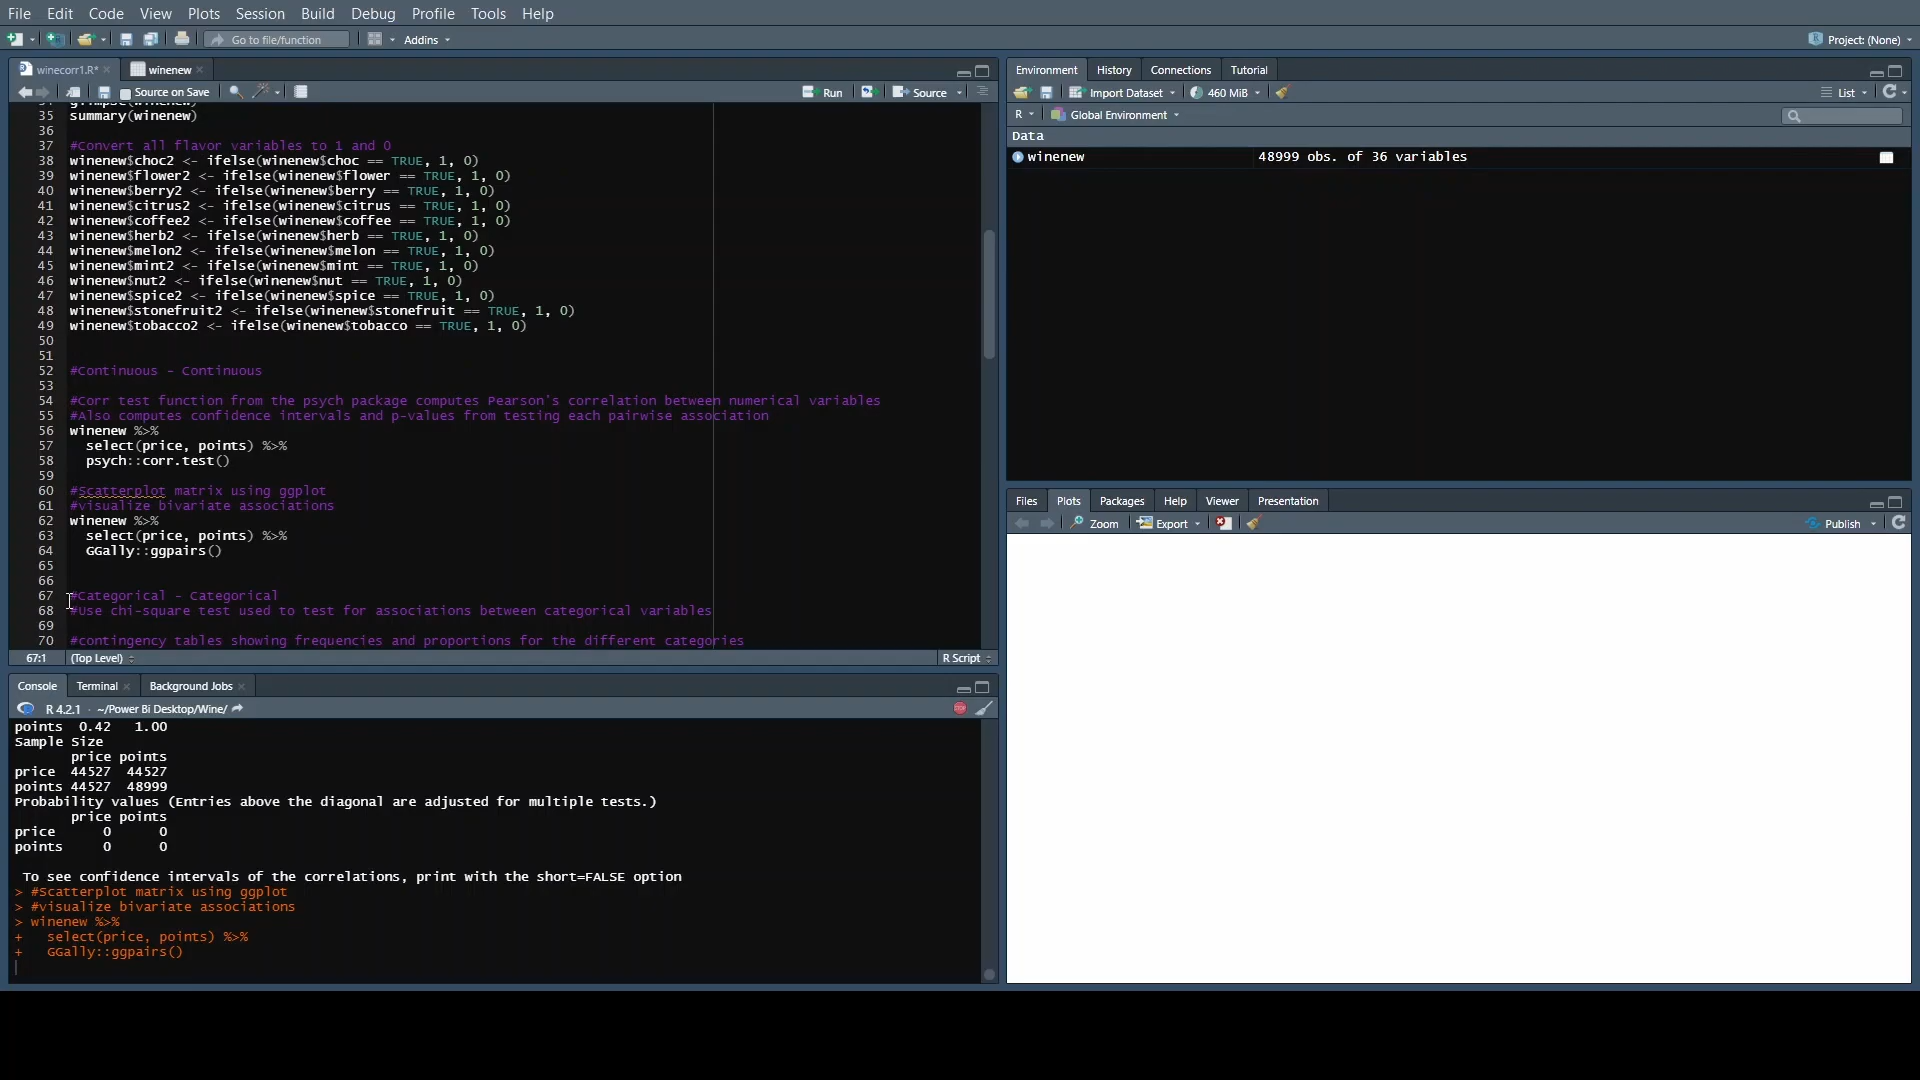 File Edit Code View Plots Session Build Debug Profile Tools Help
Go to file/function Addins Project: (None)
winecorr1.R* winenew
Source on Save Run Source
35 summary(winenew)
36
37 #Convert all flavor variables to 1 and 0
38 winenew$choc2 <- ifelse(winenew$choc == TRUE, 1, 0)
39 winenew$flower2 <- ifelse(winenew$flower == TRUE, 1, 0)
40 winenew$berry2 <- ifelse(winenew$berry == TRUE, 1, 0)
41 winenew$citrus2 <- ifelse(winenew$citrus == TRUE, 1, 0)
42 winenew$coffee2 <- ifelse(winenew$coffee == TRUE, 1, 0)
43 winenew$herb2 <- ifelse(winenew$herb == TRUE, 1, 0)
44 winenew$melon2 <- ifelse(winenew$melon == TRUE, 1, 0)
45 winenew$mint2 <- ifelse(winenew$mint == TRUE, 1, 0)
46 winenew$nut2 <- ifelse(winenew$nut == TRUE, 1, 0)
47 winenew$spice2 <- ifelse(winenew$spice == TRUE, 1, 0)
48 winenew$stonefruit2 <- ifelse(winenew$stonefruit == TRUE, 1, 0)
49 winenew$tobacco2 <- ifelse(winenew$tobacco == TRUE, 1, 0)
50
51
52 #Continuous - Continuous
53
54 #Corr test function from the psych package computes Pearson's correlation between numerical variables
55 #Also computes confidence intervals and p-values from testing each pairwise association
56 winenew %>%
57 select(price, points) %>%
58 psych::corr.test()
59
60 #Scatterplot matrix using ggplot
61 #visualize bivariate associations
62 winenew %>%
63 select(price, points) %>%
64 GGally::ggpairs()
65
66
67 #Categorical - Categorical
68 #Use chi-square test used to test for associations between categorical variables
69
70 #contingency tables showing frequencies and proportions for the different categories
67:1 (Top Level) R Script
Console Terminal Background Jobs
R 4.2.1 · ~/Power Bi Desktop/Wine/
points 0.42 1.00
Sample Size
price points
price 44527 44527
points 44527 48999
Probability values (Entries above the diagonal are adjusted for multiple tests.)
price points
price 0 0
points 0 0
To see confidence intervals of the correlations, print with the short=FALSE option
> #Scatterplot matrix using ggplot
> #visualize bivariate associations
> winenew %>%
+ select(price, points) %>%
+ GGally::ggpairs()
Environment History Connections Tutorial
Import Dataset 460 MiB List
R Global Environment
Data
winenew 48999 obs. of 36 variables
Files Plots Packages Help Viewer Presentation
Zoom Export Publish